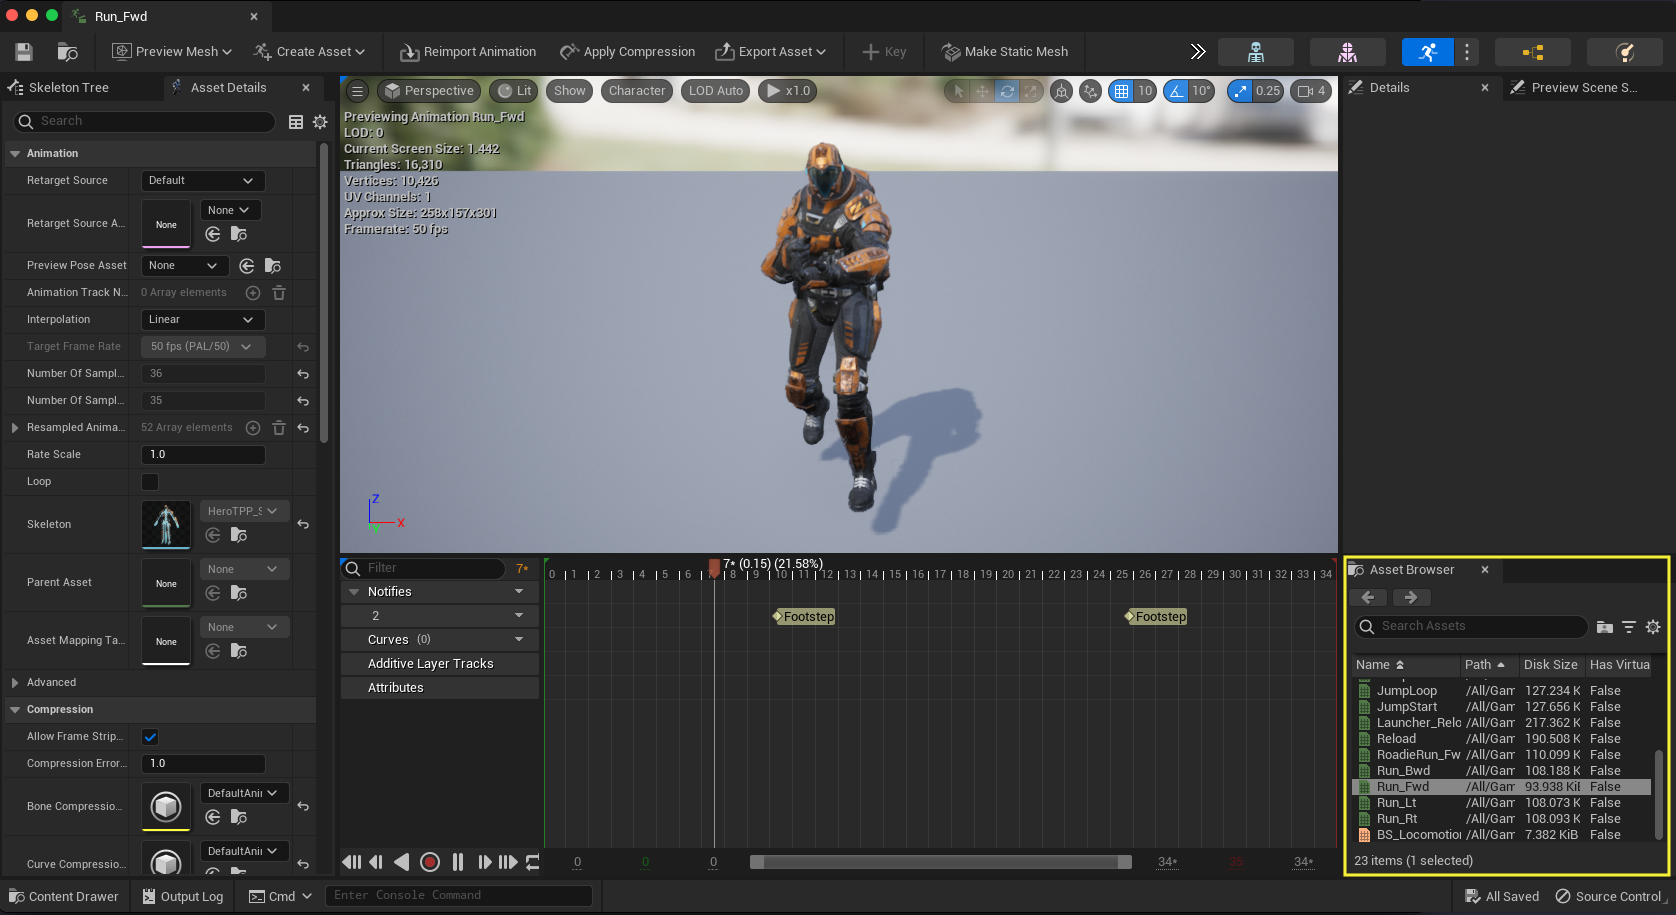 Run_Fwd
Preview Mesh
Create Asset
Reimport Animation
Apply Compression
Export Asset
Key
Make Static Mesh
Skeleton Tree
Asset Details
Search
Animation
Retarget Source
Default
Retarget Source A...
None
None
Preview Pose Asset
None
Animation Track N...
0 Array elements
Interpolation
Linear
Target Frame Rate
50 fps (PAL/50)
Number Of Sampl...
36
Number Of Sampl...
35
Resampled Anima...
52 Array elements
Rate Scale
1.0
Loop
Skeleton
HeroTPP_S
Parent Asset
None
None
Asset Mapping Ta...
None
None
Advanced
Compression
Allow Frame Strip...
Compression Error...
1.0
Bone Compressio...
DefaultAni
Curve Compressio...
DefaultAni
Perspective
Lit
Show
Character
LOD Auto
x1.0
10
10°
0.25
4
Previewing Animation Run_Fwd
LOD: 0
Current Screen Size: 1.442
Triangles: 16,310
Vertices: 10,426
UV Channels: 1
Approx Size: 258x157x301
Framerate: 50 fps
Z
X
Y
Filter
7*
7* (0.15) (21.58%)
0 1 2 3 4 5 6 7 8 9 10 11 12 13 14 15 16 17 18 19 20 21 22 23 24 25 26 27 28 29 30 31 32 33 34
Notifies
2
Footstep
Footstep
Curves (0)
Additive Layer Tracks
Attributes
0
0
0
34*
35
34*
Details
Preview Scene S...
Asset Browser
Search Assets
Name Path Disk Size Has Virtua
JumpLoop /All/Gam 127.234 K False
JumpStart /All/Gam 127.656 K False
Launcher_Relo /All/Gam 217.362 K False
Reload /All/Gam 190.508 K False
RoadieRun_Fw /All/Gam 110.099 K False
Run_Bwd /All/Gam 108.188 K False
Run_Fwd /All/Gam 93.938 KiB False
Run_Lt /All/Gam 108.073 K False
Run_Rt /All/Gam 108.093 K False
BS_Locomotion /All/Gam 7.382 KiB False
23 items (1 selected)
Content Drawer
Output Log
Cmd
Enter Console Command
All Saved
Source Control